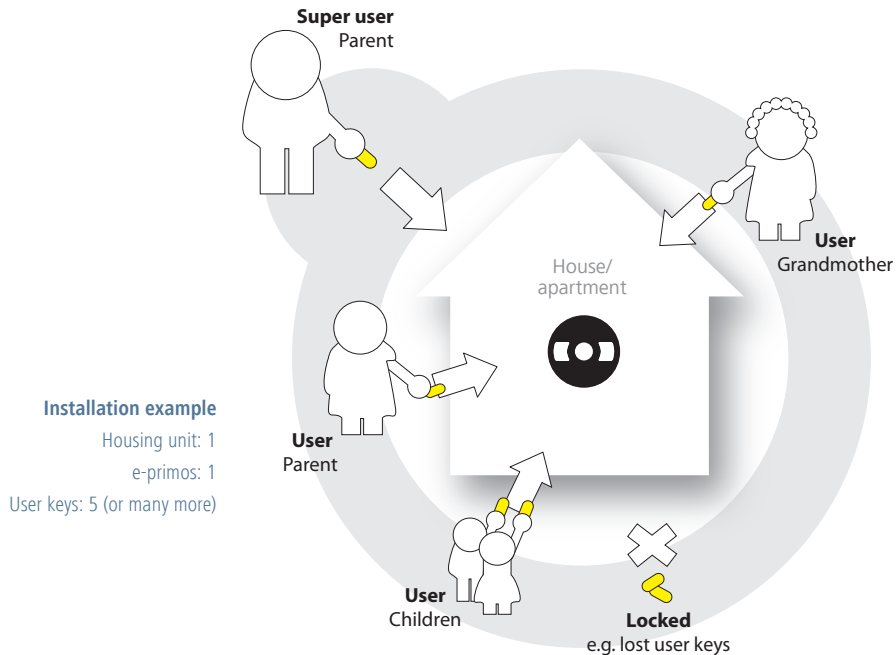 Super user
Parent
User
Grandmother
House/
apartment
Installation example
Housing unit: 1
e-primos: 1
User keys: 5 (or many more)
User
Parent
User
Children
Locked
e.g. lost user keys